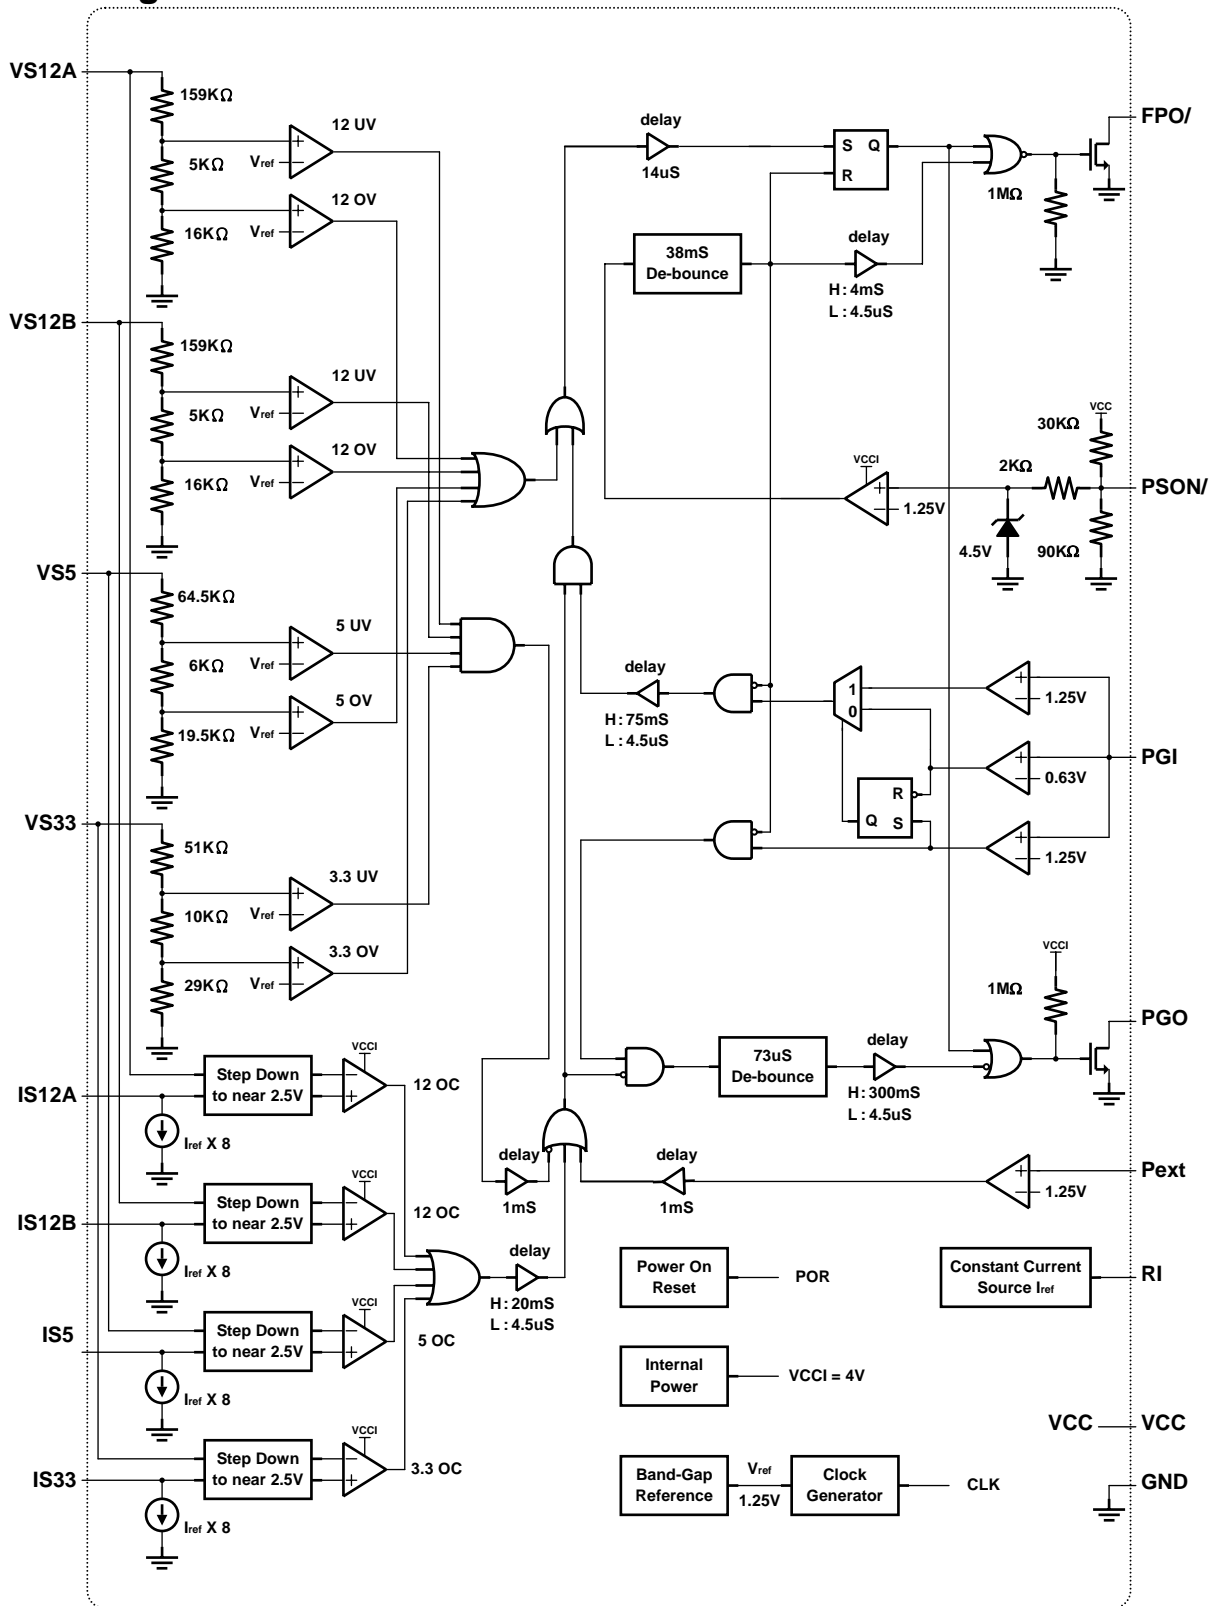 VS12A
159KΩ
12 UV
Vref
5KΩ
12 OV
Vref
16KΩ
VS12B
159KΩ
12 UV
Vref
5KΩ
12 OV
Vref
16KΩ
VS5
64.5KΩ
5 UV
Vref
6KΩ
5 OV
Vref
19.5KΩ
VS33
51KΩ
3.3 UV
Vref
10KΩ
3.3 OV
Vref
29KΩ
delay
14uS
S Q
R
1MΩ
FPO/
38mS
De-bounce
delay
H : 4mS
L : 4.5uS
VCC
30KΩ
2KΩ
VCCI
1.25V
4.5V
90KΩ
PSON/
delay
H : 75mS
L : 4.5uS
1
0
1.25V
PGI
0.63V
R
Q S
1.25V
VCCI
1MΩ
PGO
73uS
De-bounce
delay
H : 300mS
L : 4.5uS
delay
1mS
delay
1mS
Pext
1.25V
IS12A
Step Down
to near 2.5V
VCCI
12 OC
Iref X 8
IS12B
Step Down
to near 2.5V
VCCI
12 OC
Iref X 8
delay
H : 20mS
L : 4.5uS
IS5
Step Down
to near 2.5V
VCCI
5 OC
Iref X 8
IS33
Step Down
to near 2.5V
VCCI
3.3 OC
Iref X 8
Power On
Reset
POR
Constant Current
Source Iref
RI
Internal
Power
VCCI = 4V
VCC VCC
Band-Gap
Reference
Vref
1.25V
Clock
Generator
CLK
GND